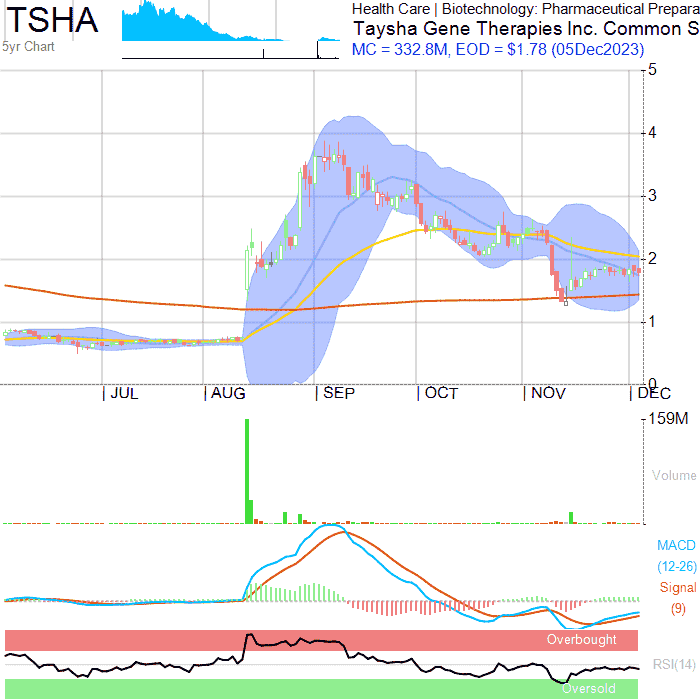 TSHA
5yr Chart
Health Care | Biotechnology: Pharmaceutical Prepara
Taysha Gene Therapies Inc. Common S
MC = 332.8M, EOD = $1.78 (05Dec2023)
5
4
3
2
1
0
JUL
AUG
SEP
OCT
NOV
DEC
159M
Volume
MACD
(12-26)
Signal
(9)
Overbought
RSI(14)
Oversold